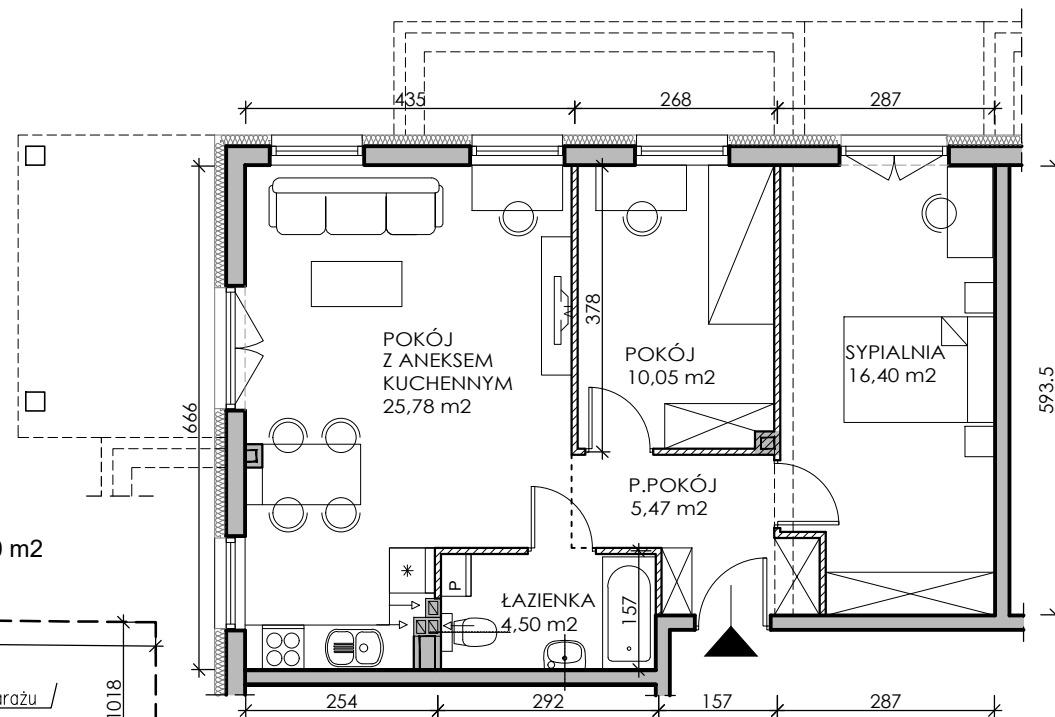 435
268
287
POKÓJ
Z ANEKSEM
KUCHENNYM
25,78 m2
378
POKÓJ
10,05 m2
SYPIALNIA
16,40 m2
593.5
666
P.POKÓJ
5,47 m2
m2
P
ŁAZIENKA
4,50 m2
157
1018
254
292
157
287